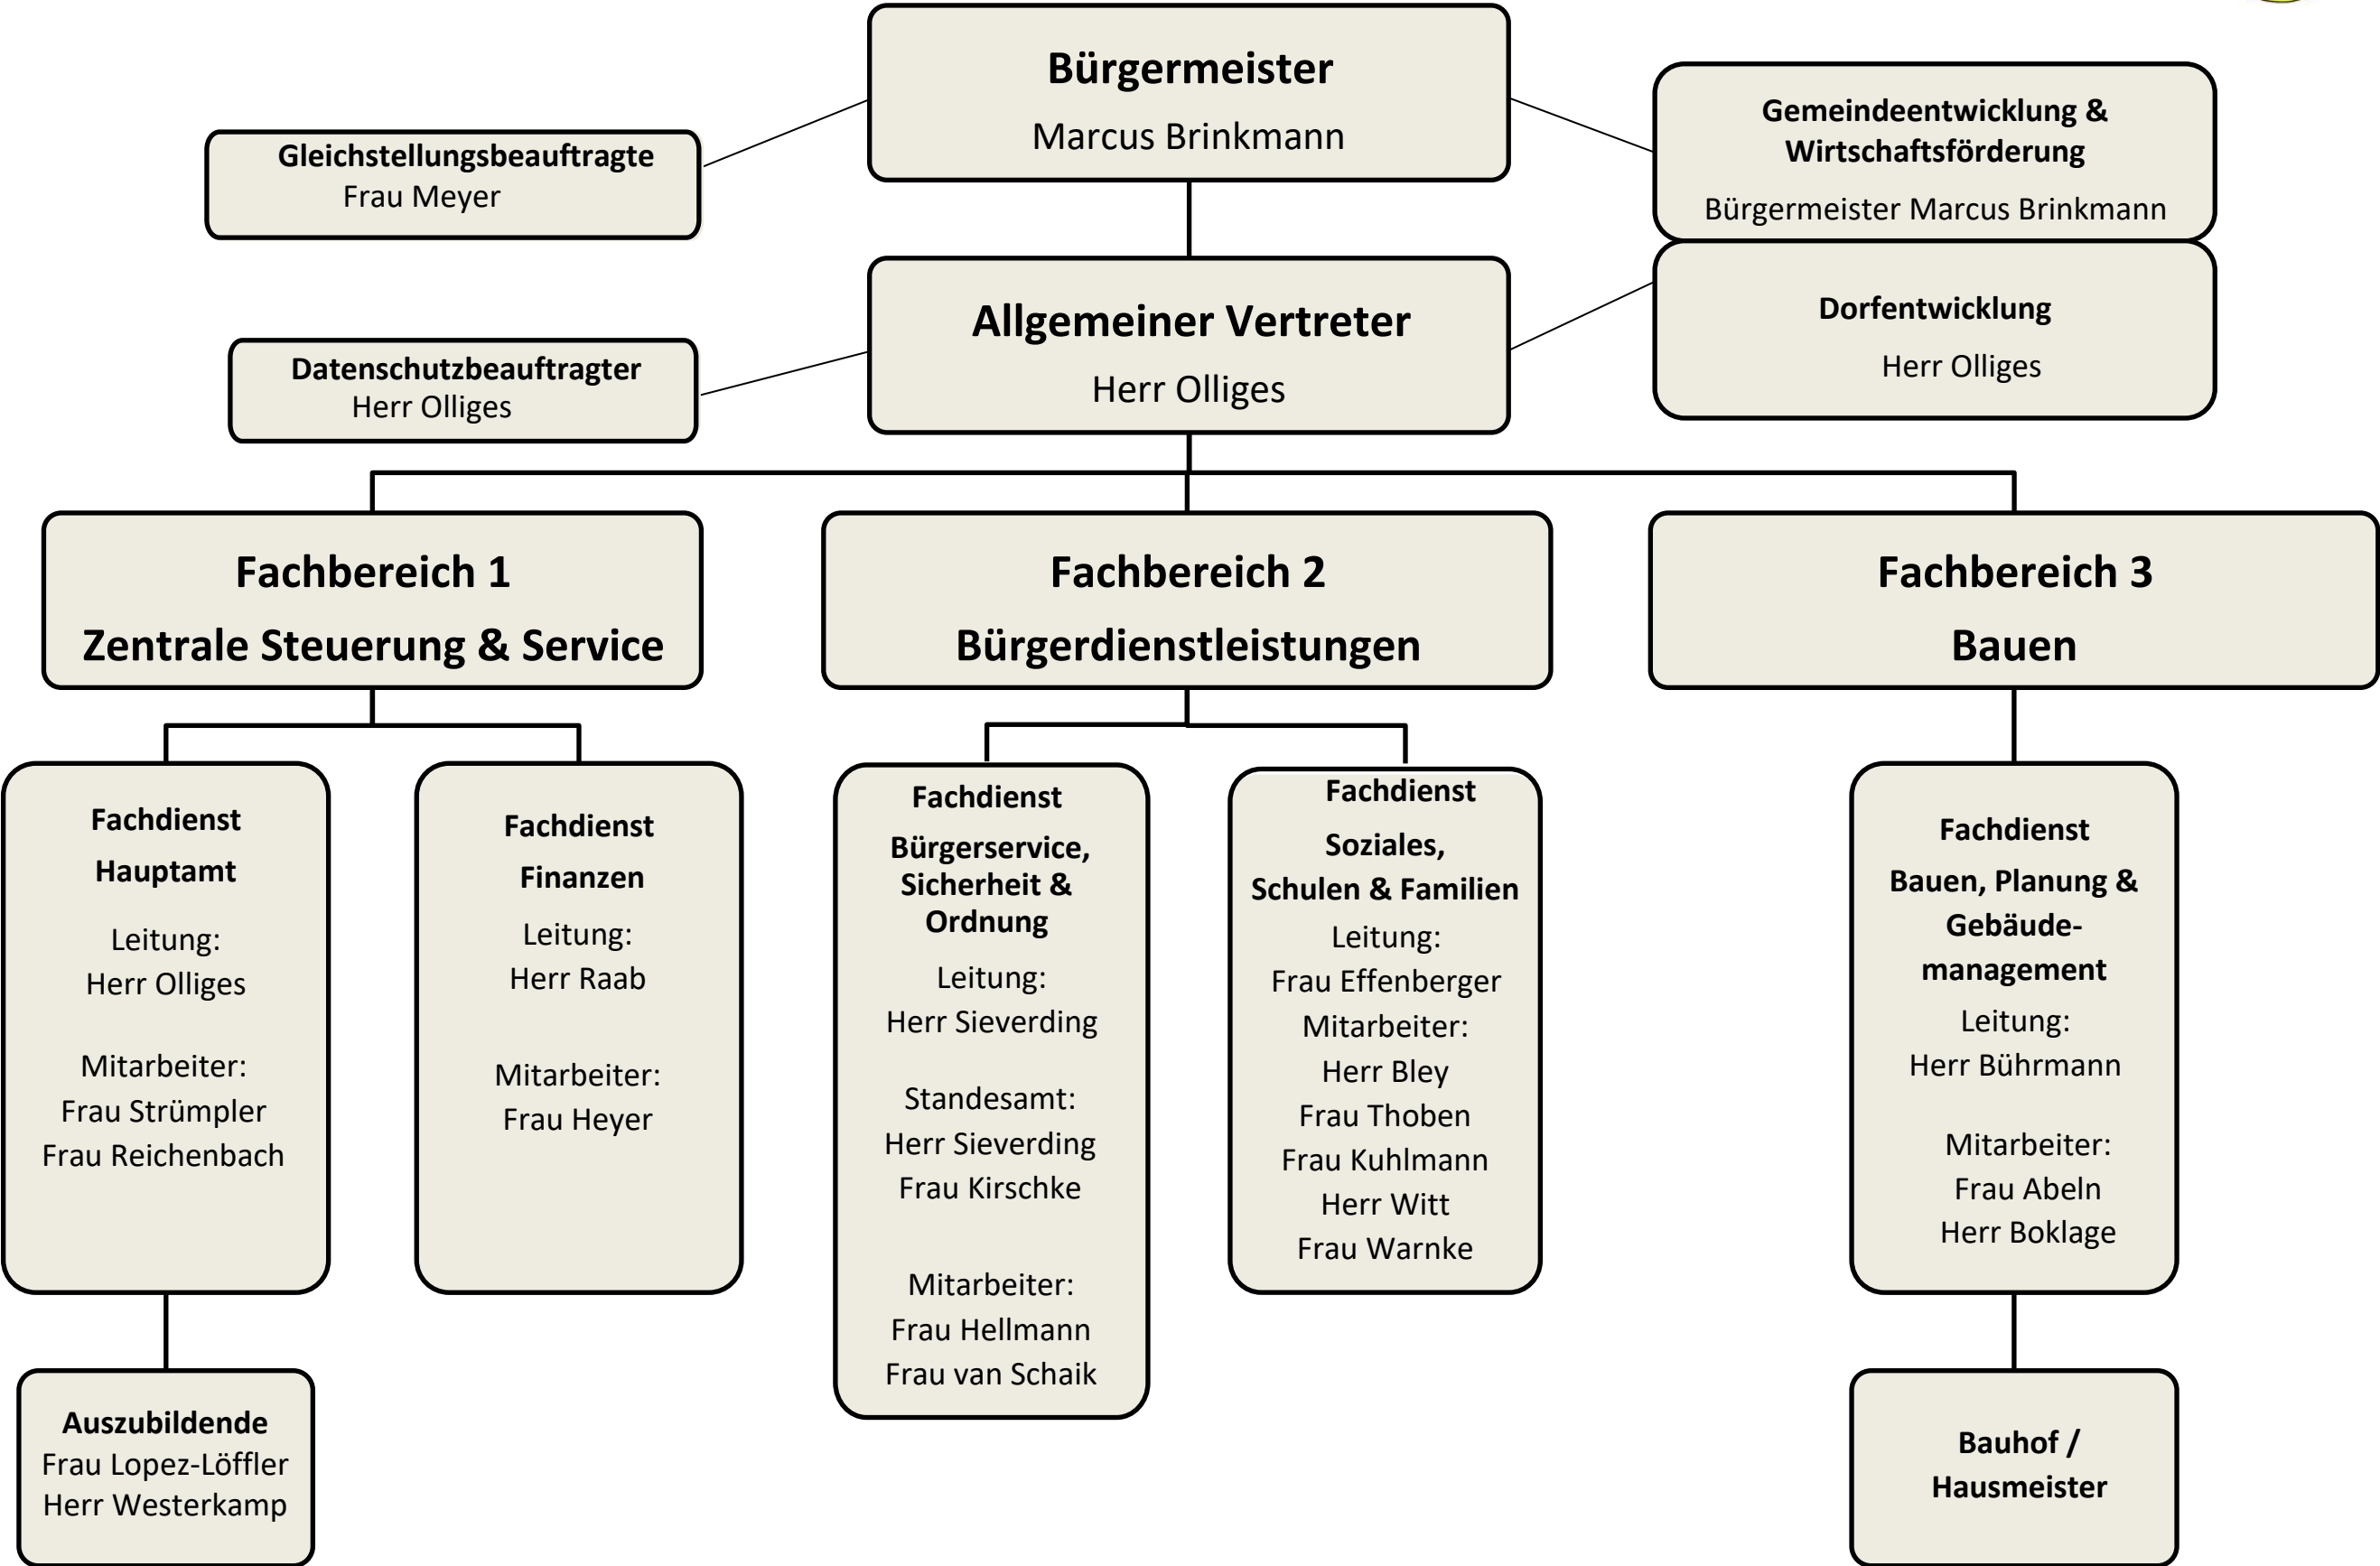 Bürgermeister
Marcus Brinkmann
Gemeindeentwicklung &
Wirtschaftsförderung
Bürgermeister Marcus Brinkmann
Gleichstellungsbeauftragte
Frau Meyer
Allgemeiner Vertreter
Herr Olliges
Dorfentwicklung
Herr Olliges
Datenschutzbeauftragter
Herr Olliges
Fachbereich 1
Zentrale Steuerung & Service
Fachbereich 2
Bürgerdienstleistungen
Fachbereich 3
Bauen
Fachdienst
Hauptamt
Leitung:
Herr Olliges
Mitarbeiter:
Frau Strümpler
Frau Reichenbach
Fachdienst
Finanzen
Leitung:
Herr Raab
Mitarbeiter:
Frau Heyer
Fachdienst
Bürgerservice,
Sicherheit &
Ordnung
Leitung:
Herr Sieverding
Standesamt:
Herr Sieverding
Frau Kirschke
Mitarbeiter:
Frau Hellmann
Frau van Schaik
Fachdienst
Soziales,
Schulen & Familien
Leitung:
Frau Effenberger
Mitarbeiter:
Herr Bley
Frau Thoben
Frau Kuhlmann
Herr Witt
Frau Warnke
Fachdienst
Bauen, Planung &
Gebäude-
management
Leitung:
Herr Bührmann
Mitarbeiter:
Frau Abeln
Herr Boklage
Auszubildende
Frau Lopez-Löffler
Herr Westerkamp
Bauhof /
Hausmeister